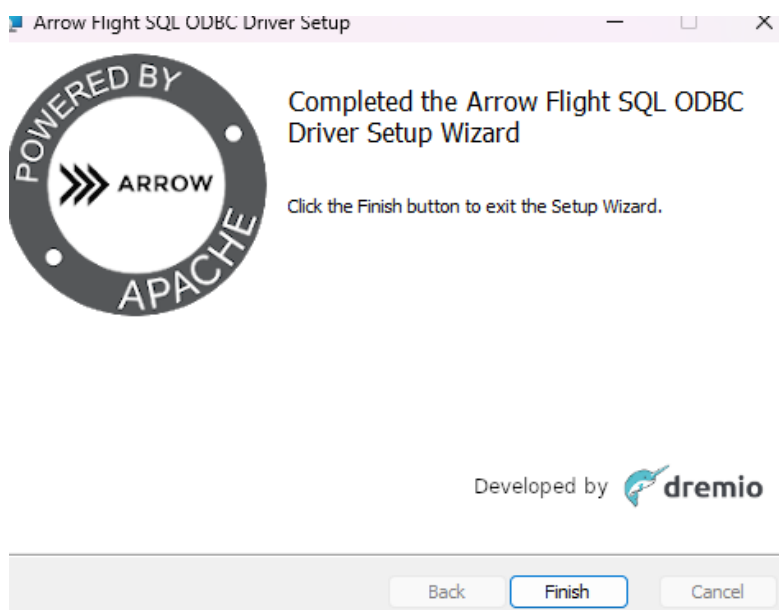 Arrow Flight SQL ODBC Driver Setup
POWERED BY
ARROW
APACHE
Completed the Arrow Flight SQL ODBC
Driver Setup Wizard
Click the Finish button to exit the Setup Wizard.
Developed by dremio
Back Finish Cancel